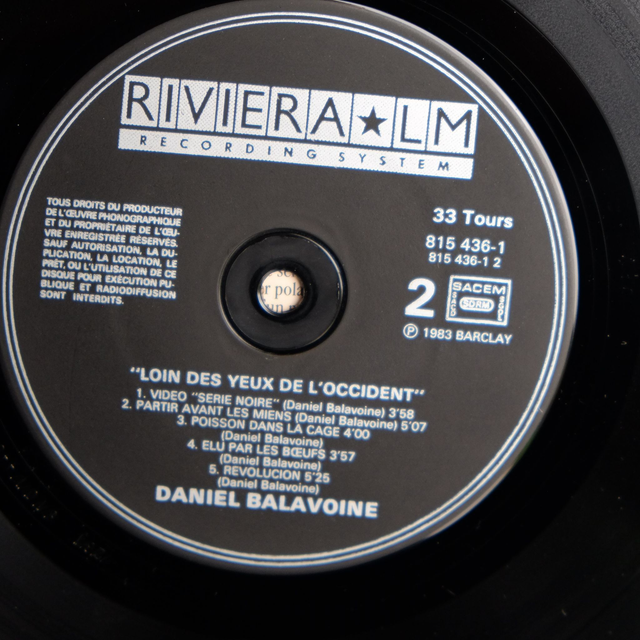 RIVIERA★LM
RECORDING SYSTEM
TOUS DROITS DU PRODUCTEUR
DE L'ŒUVRE PHONOGRAPHIQUE
ET DU PROPRIÉTAIRE DE L'ŒU-
VRE ENREGISTRÉE RÉSERVÉS.
SAUF AUTORISATION, LA DU-
PLICATION, LA LOCATION, LE
PRÊT, OU L'UTILISATION DE CE
DISQUE POUR EXÉCUTION PU-
BLIQUE ET RADIODIFFUSION
SONT INTERDITS.
33 Tours
815 436-1
815 436-1 2
2
SACEM
SDRM
SACD
SGDL
℗ 1983 BARCLAY
ur pola
"LOIN DES YEUX DE L'OCCIDENT"
1. VIDEO "SERIE NOIRE" (Daniel Balavoine) 3'58
2. PARTIR AVANT LES MIENS (Daniel Balavoine) 5'07
3. POISSON DANS LA CAGE 4'00
(Daniel Balavoine)
4. ELU PAR LES BŒUFS 3'57
(Daniel Balavoine)
5. REVOLUCION 5'25
(Daniel Balavoine)
DANIEL BALAVOINE